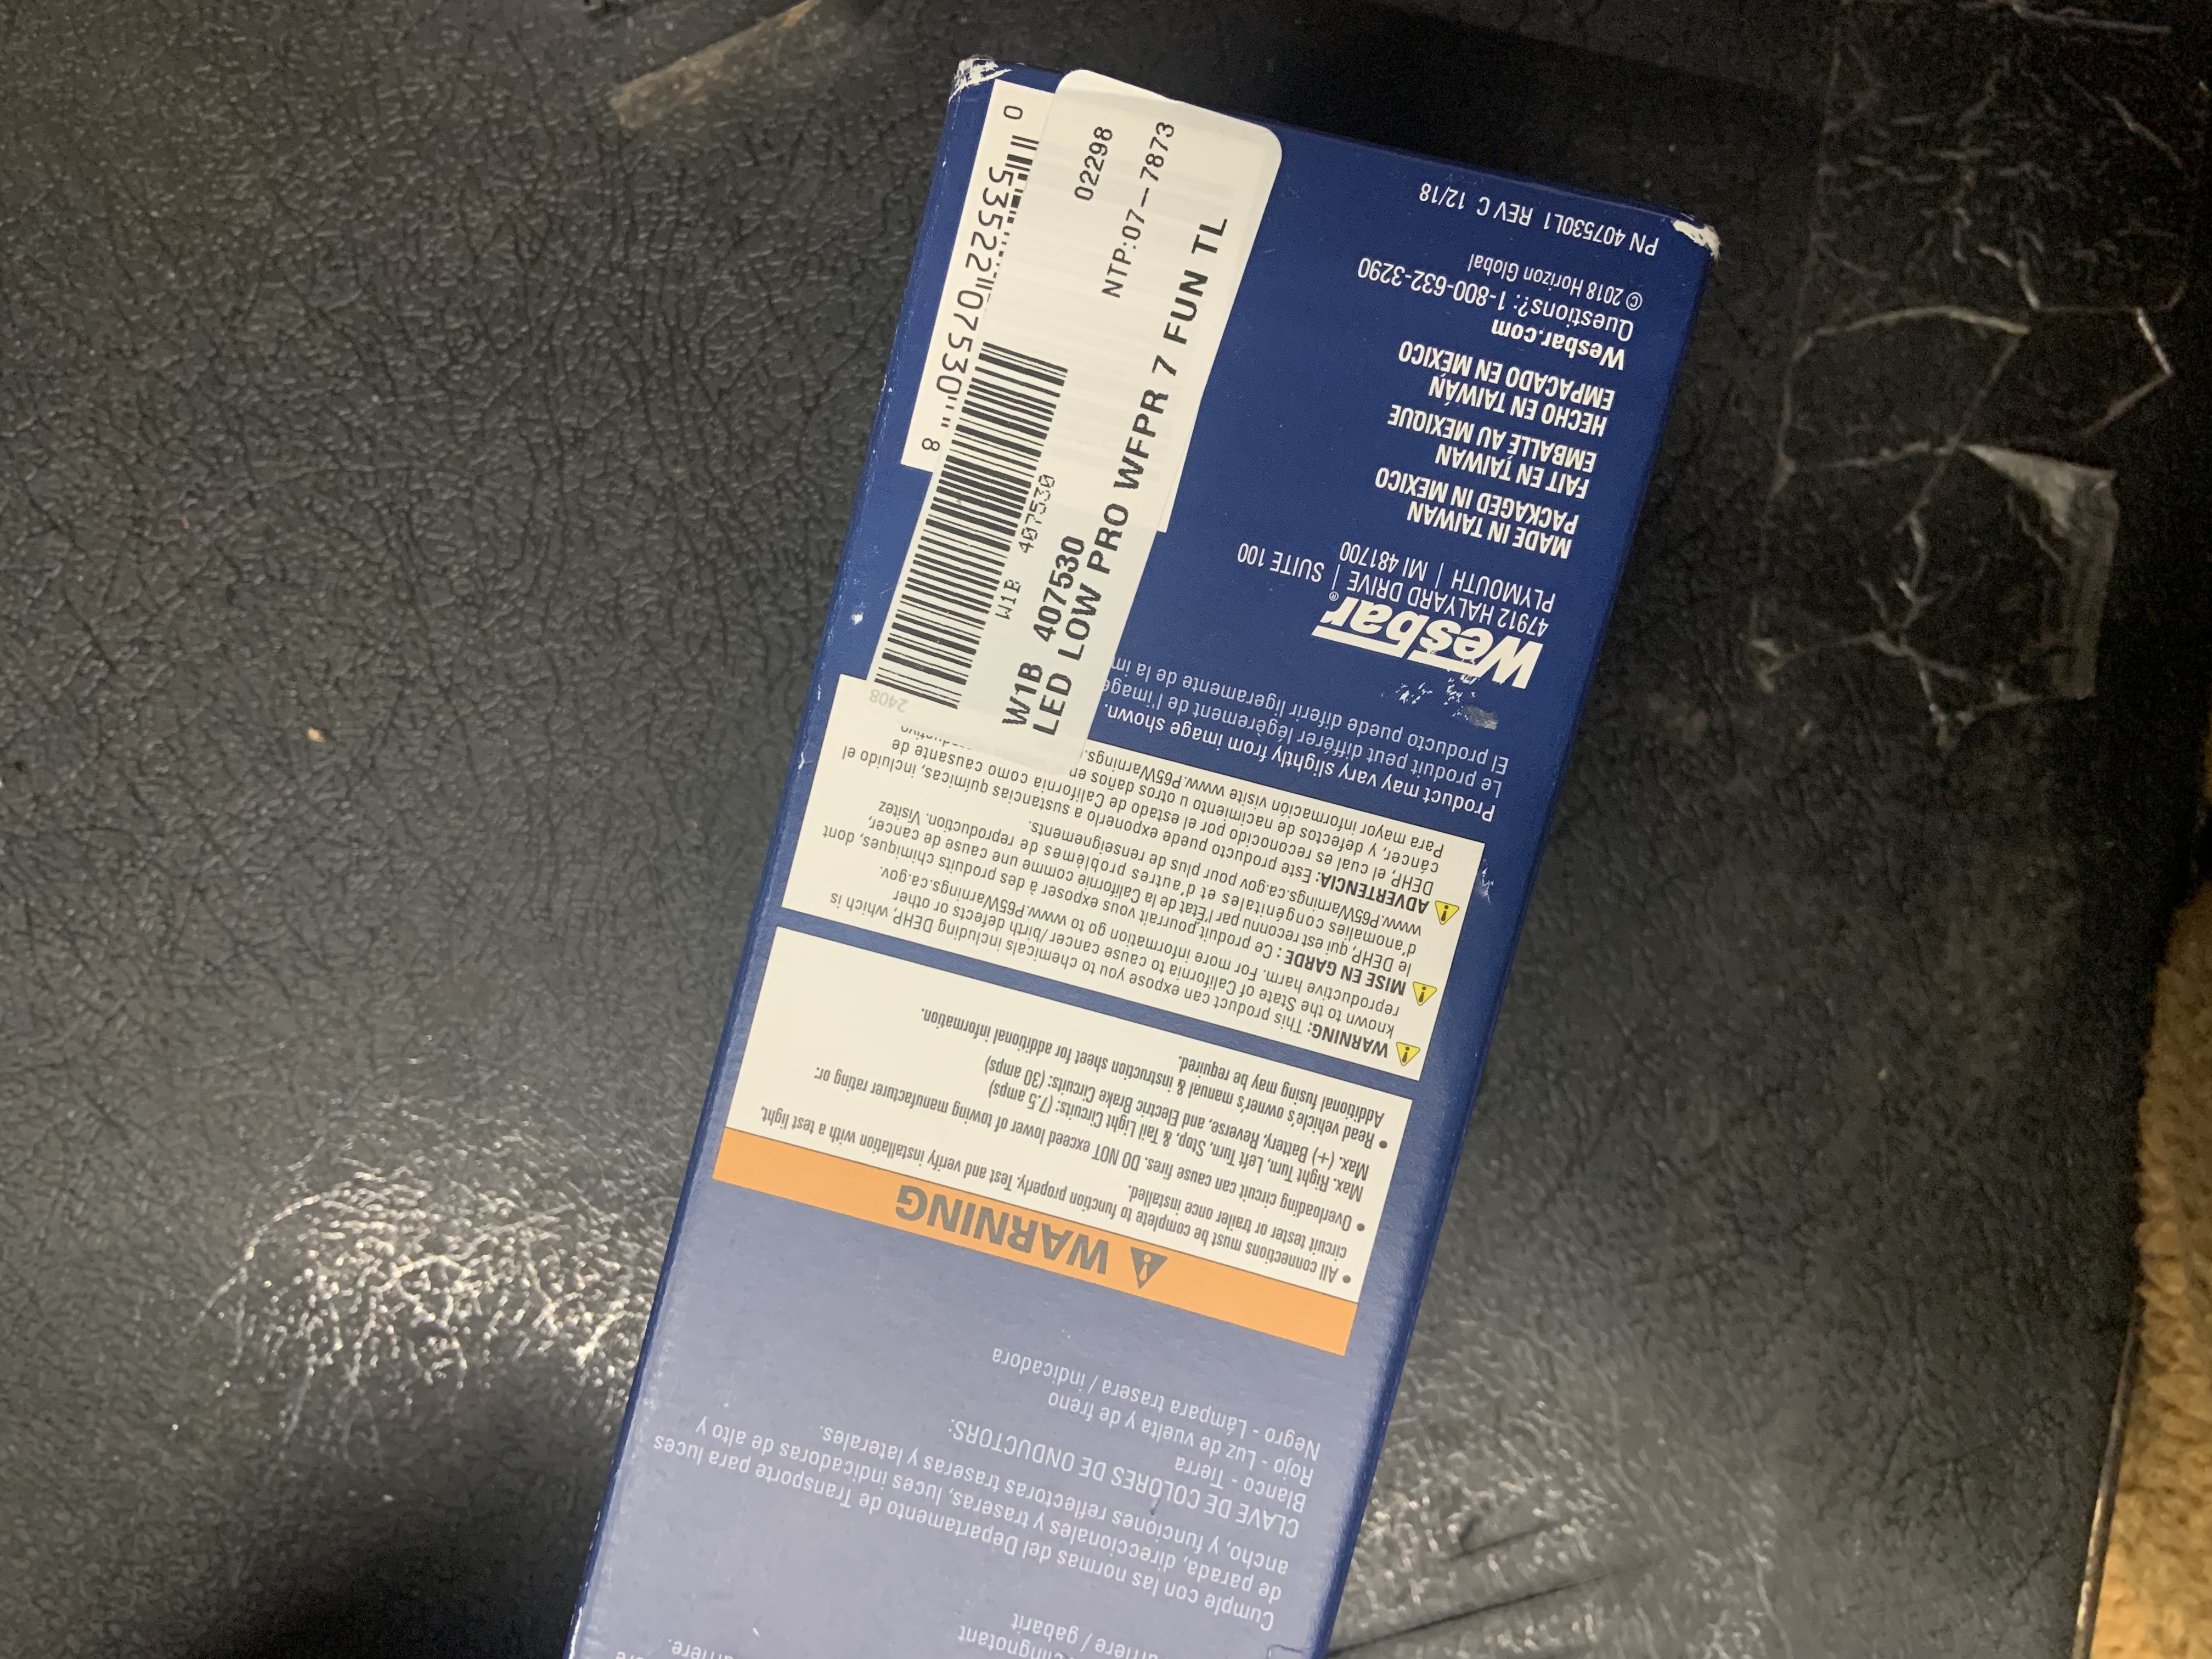 0 53522 07530 8
02298
NTP:07-7873
W1B 407530
W1B 407530
LED LOW PRO WFPR 7 FUN TL
2408
Cumple con las normas del Departamento de Transporte para luces
de parada, direccionales y traseras, luces indicadoras de alto y
ancho, y funciones reflectoras traseras y laterales.
CLAVE DE COLORES DE ONDUCTORS:
Blanco - Tierra
Rojo - Luz de vuelta y de freno
Negro - Lámpara trasera / indicadora
WARNING
• All connections must be complete to function properly. Test and verify installation with a test light,
circuit tester or trailer once installed.
• Overloading circuit can cause fires. DO NOT exceed lower of towing manufacturer rating or:
Max. Right Turn, Left Turn, Stop, & Tail Light Circuits: (7.5 amps)
Max. (+) Battery, Reverse, and Electric Brake Circuits: (30 amps)
• Read vehicle's owner's manual & instruction sheet for additional information.
Additional fusing may be required.
WARNING: This product can expose you to chemicals including DEHP, which is
known to the State of California to cause cancer/birth defects or other
reproductive harm. For more information go to www.P65Warnings.ca.gov.
MISE EN GARDE : Ce produit pourrait vous exposer à des produits chimiques, dont
le DEHP, qui est reconnu par l'État de la Californie comme une cause de cancer,
d'anomalies congénitales et d'autres problèmes de reproduction. Visitez
www.P65Warnings.ca.gov pour plus de renseignements.
ADVERTENCIA: Este producto puede exponerlo a sustancias químicas, incluido el
DEHP, el cual es reconocido por el estado de California como causante de
cáncer, y defectos de nacimiento u otros daños en
Para mayor información visite www.P65Warnings.
Product may vary slightly from image shown.
Le produit peut différer légèrement de l'image
El producto puede diferir ligeramente de la
Wesbar®
47912 HALYARD DRIVE | SUITE 100
PLYMOUTH | MI 481700
MADE IN TAIWAN
PACKAGED IN MEXICO
FAIT EN TAIWAN
EMBALLÉ AU MEXIQUE
HECHO EN TAIWÁN
EMPACADO EN MEXICO
Wesbar.com
Questions?: 1-800-632-3290
© 2018 Horizon Global
PN 407530L1 REV C 12/18